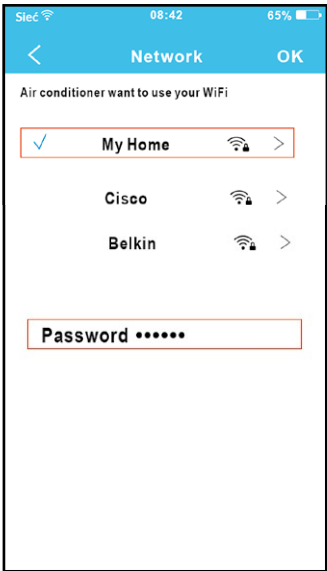 Sieć 08:42 65%
Network OK
Air conditioner want to use your WiFi
My Home
Cisco
Belkin
Password ••••••